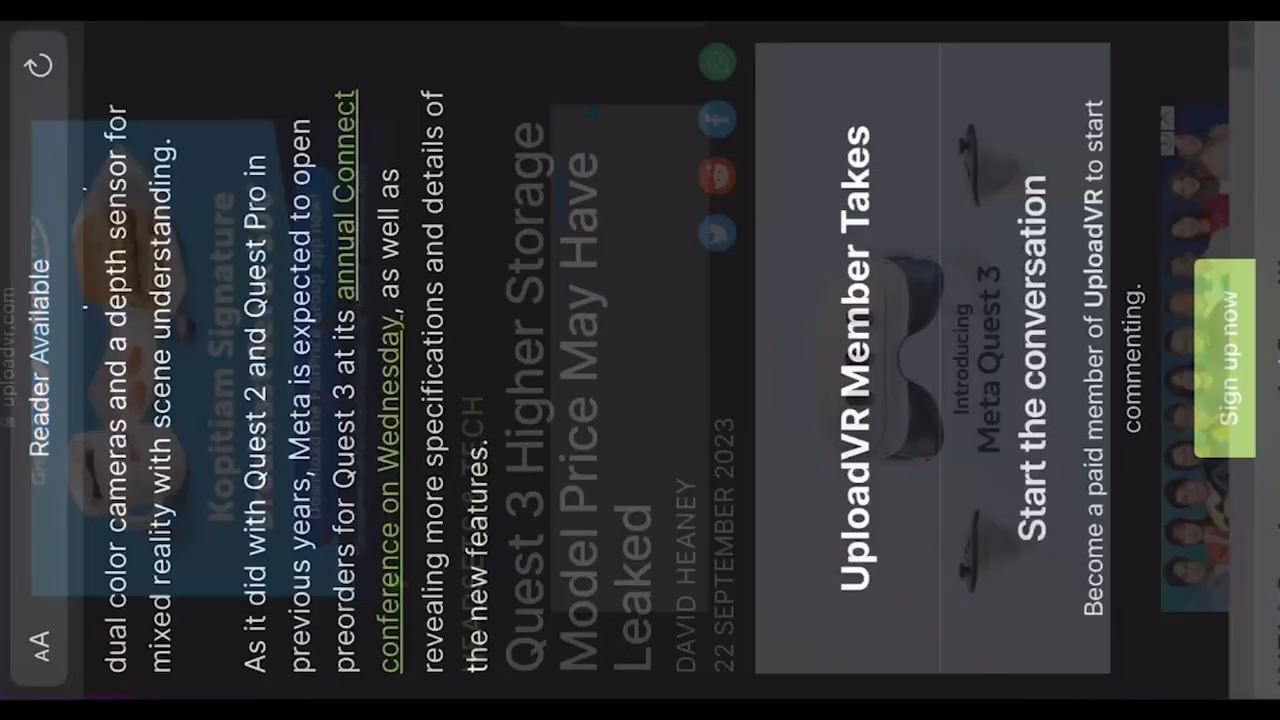 uploadvr.com
AA
Reader Available
dual color cameras and a depth sensor for
mixed reality with scene understanding.
As it did with Quest 2 and Quest Pro in
previous years, Meta is expected to open
preorders for Quest 3 at its annual Connect
conference on Wednesday, as well as
revealing more specifications and details of
the new features.
Kopitiam Signature
Quest 3 Higher Storage
Model Price May Have
Leaked
DAVID HEANEY
22 SEPTEMBER 2023
UploadVR Member Takes
Introducing
Meta Quest 3
Start the conversation
Become a paid member of UploadVR to start
commenting.
Sign up now